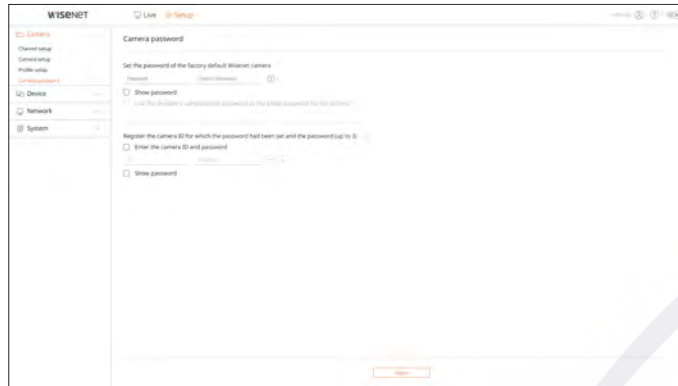 WISENET
Live Setup
Camera
Camera password
Channel setup
Camera setup
Profile setup
Camera password
Set the password of the factory default Wisenet camera
Password Confirm password
Show password
Device
Network
Register the camera ID for which the password had been set and the password (up to 3)
System
Enter the camera ID and password
Show password